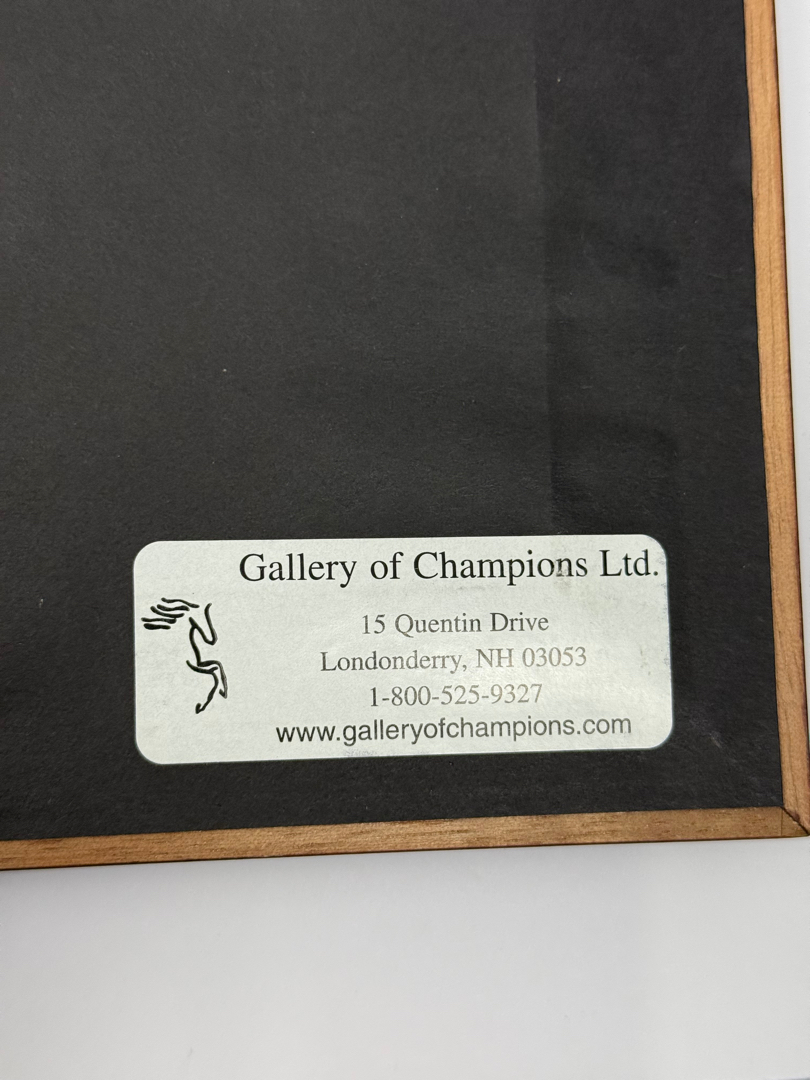 Gallery of Champions Ltd.
15 Quentin Drive
Londonderry, NH 03053
1-800-525-9327
www.galleryofchampions.com